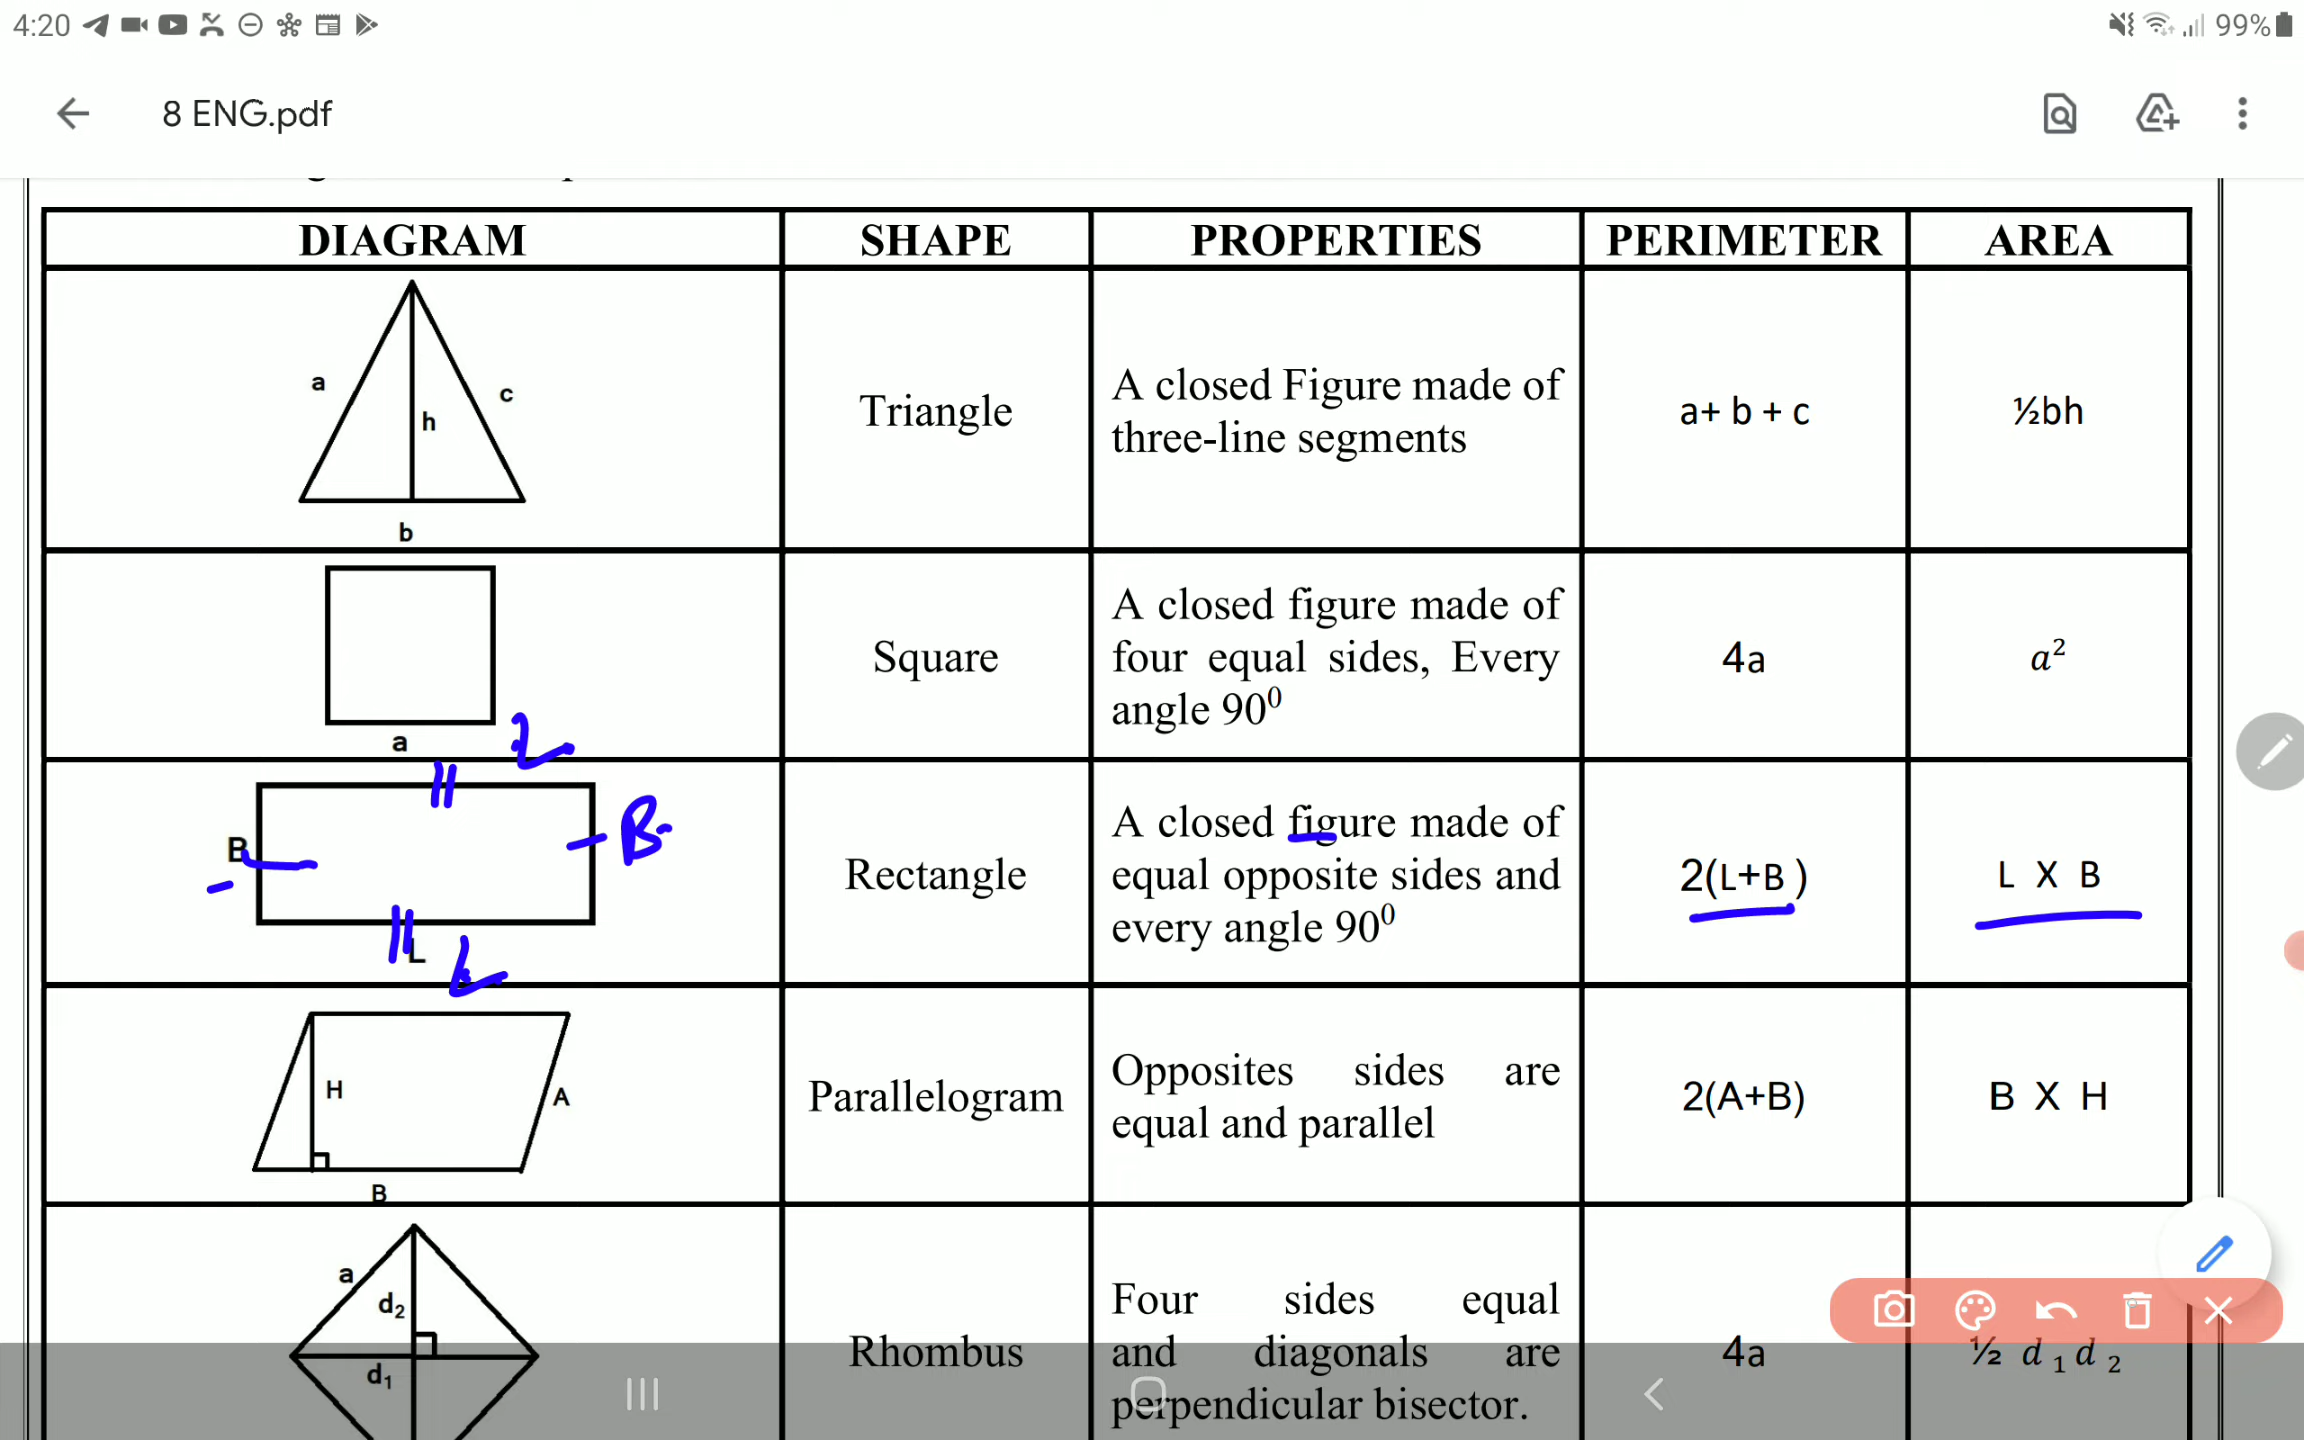 4:20
99%
8 ENG.pdf
DIAGRAM SHAPE PROPERTIES PERIMETER AREA
a
c
h
b
Triangle
A closed Figure made of
three-line segments
a+ b + c
½bh
a
Square
A closed figure made of
four equal sides, Every
angle 90⁰
4a
a²
L
B
B
L
L
Rectangle
A closed figure made of
equal opposite sides and
every angle 90⁰
2(L+B )
L X B
H
A
B
Parallelogram
Opposites sides are
equal and parallel
2(A+B)
B X H
a
d₂
d₁
Rhombus
Four sides equal
and diagonals are
perpendicular bisector.
4a
½ d ₁ d ₂